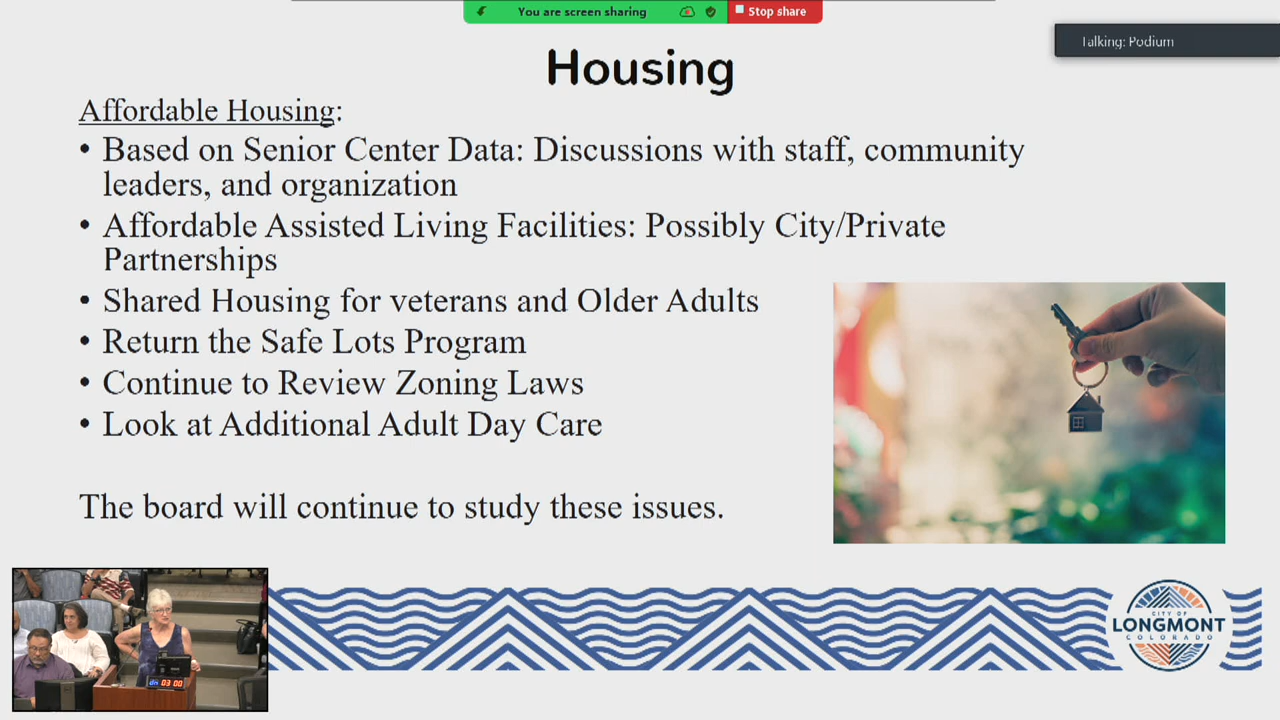 You are screen sharing
Stop share
Talking: Podium
Housing
Affordable Housing:
• Based on Senior Center Data: Discussions with staff, community
leaders, and organization
• Affordable Assisted Living Facilities: Possibly City/Private
Partnerships
• Shared Housing for veterans and Older Adults
• Return the Safe Lots Program
• Continue to Review Zoning Laws
• Look at Additional Adult Day Care
The board will continue to study these issues.
03 00
CITY OF
LONGMONT
COLORADO